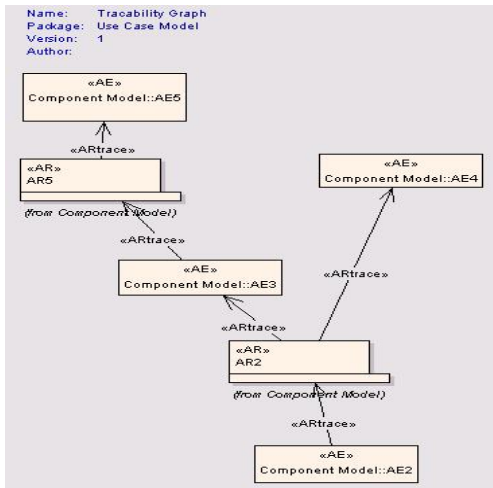 Name: Tracability Graph
Package: Use Case Model
Version: 1
Author:
«AE»
Component Model::AE5
«ARtrace»
«AR»
AR5
(from Component Model)
«AE»
Component Model::AE4
«ARtrace»
«AE»
Component Model::AE3
«ARtrace»
«ARtrace»
«AR»
AR2
(from Component Model)
«ARtrace»
«AE»
Component Model::AE2